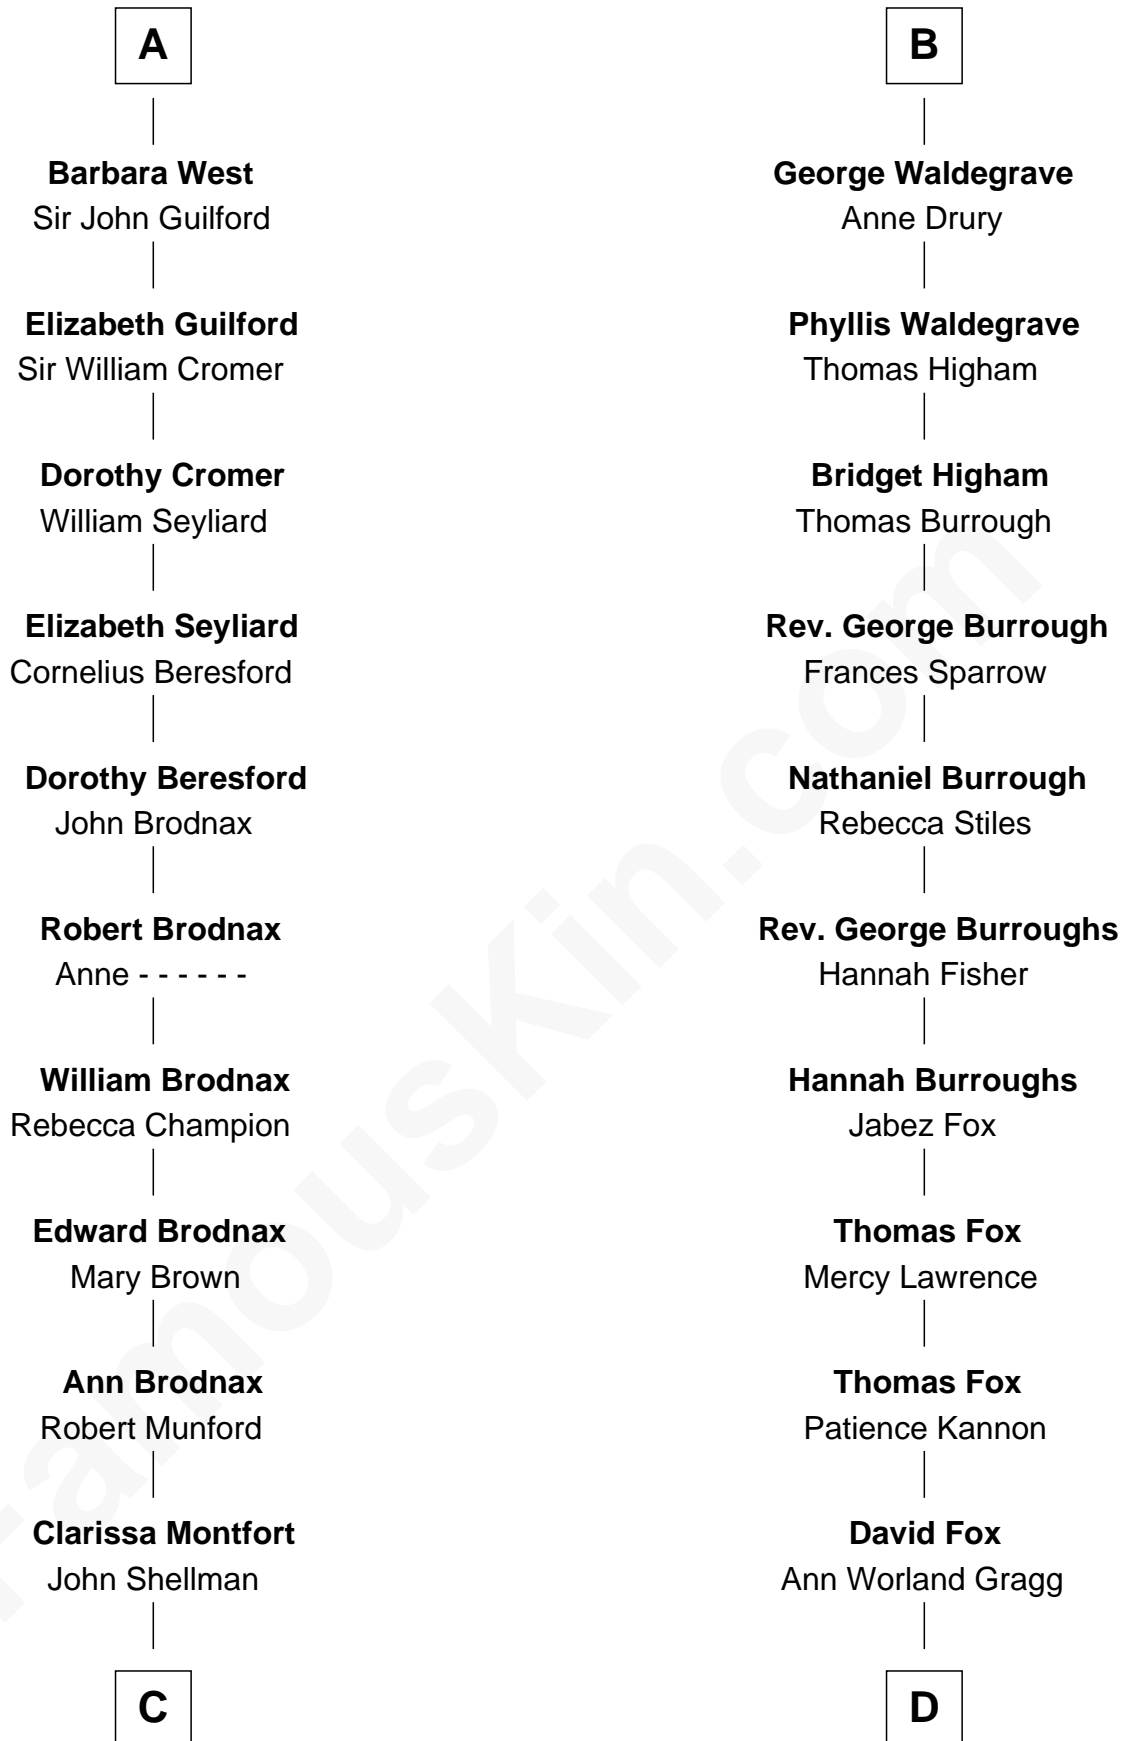 A
Barbara West
Sir John Guilford
Elizabeth Guilford
Sir William Cromer
Dorothy Cromer
William Seyliard
Elizabeth Seyliard
Cornelius Beresford
Dorothy Beresford
John Brodnax
Robert Brodnax
Anne - - - - - -
William Brodnax
Rebecca Champion
Edward Brodnax
Mary Brown
Ann Brodnax
Robert Munford
Clarissa Montfort
John Shellman
C
B
George Waldegrave
Anne Drury
Phyllis Waldegrave
Thomas Higham
Bridget Higham
Thomas Burrough
Rev. George Burrough
Frances Sparrow
Nathaniel Burrough
Rebecca Stiles
Rev. George Burroughs
Hannah Fisher
Hannah Burroughs
Jabez Fox
Thomas Fox
Mercy Lawrence
Thomas Fox
Patience Kannon
David Fox
Ann Worland Gragg
D
FamousKin.com